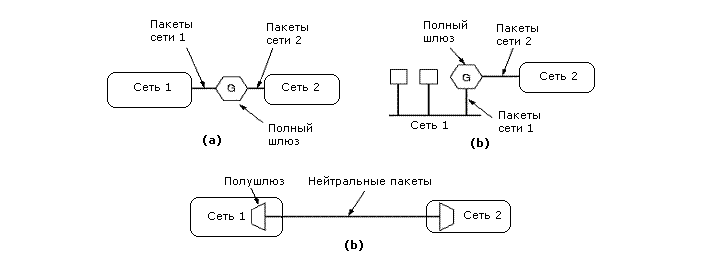 Пакеты
сети 1
Пакеты
сети 2
Сеть 1
G
Сеть 2
Полный
шлюз
(a)
Полный
шлюз
Пакеты
сети 2
G
Сеть 2
Сеть 1
Пакеты
сети 1
(b)
Полушлюз
Нейтральные пакеты
Сеть 1
Сеть 2
(b)